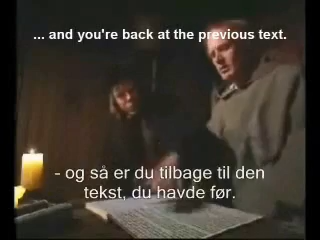 ... and you're back at the previous text.
- og så er du tilbage til den
tekst, du havde før.